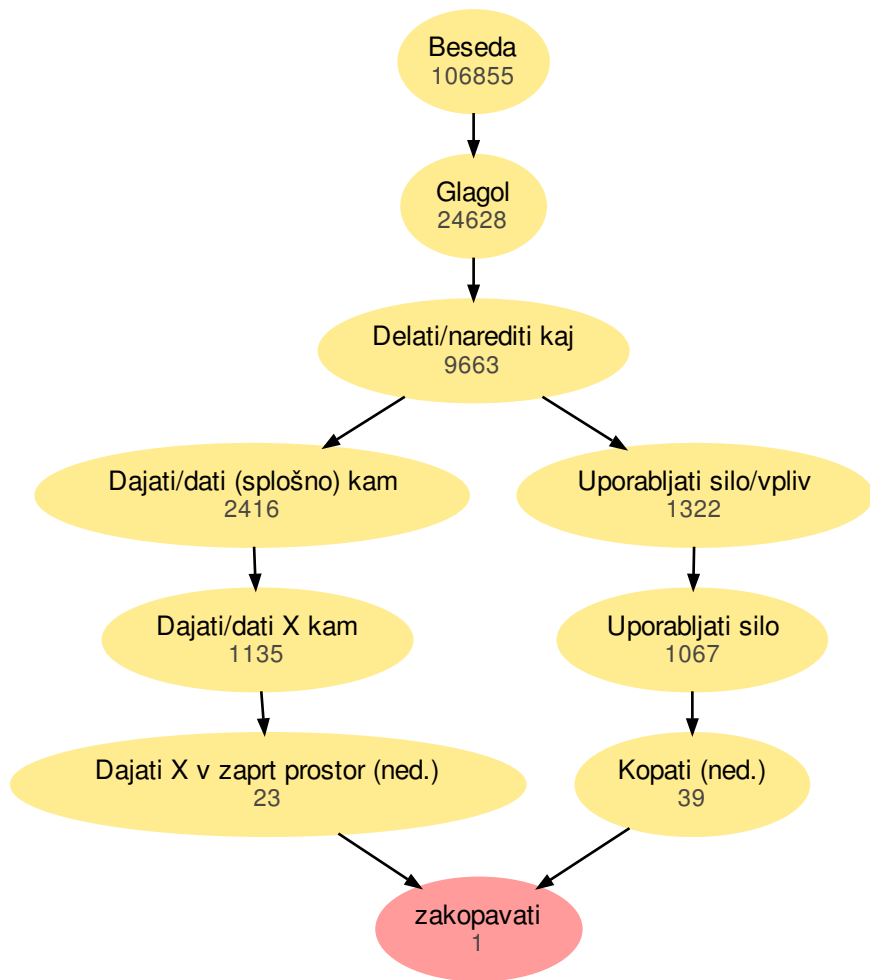 Beseda
106855
Glagol
24628
Delati/narediti kaj
9663
Dajati/dati (splošno) kam
2416
Uporabljati silo/vpliv
1322
Dajati/dati X kam
1135
Uporabljati silo
1067
Dajati X v zaprt prostor (ned.)
23
Kopati (ned.)
39
zakopavati
1